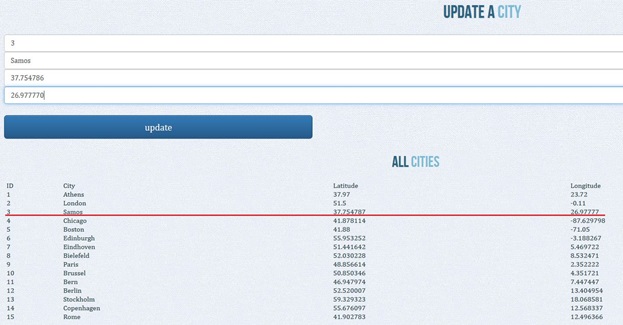 UPDATE A CITY
3
Samos
37.754786
26.977770
update
ALL CITIES
ID City Latitude Longitude
1 Athens 37.97 23.72
2 London 51.5 -0.11
3 Samos 37.754787 26.97777
4 Chicago 41.878114 -87.629798
5 Boston 41.88 -71.05
6 Edinburgh 55.953252 -3.188267
7 Eindhoven 51.441642 5.469722
8 Bielefeld 52.030228 8.532471
9 Paris 48.856614 2.352222
10 Brussel 50.850346 4.351721
11 Bern 46.947974 7.447447
12 Berlin 52.520007 13.404954
13 Stockholm 59.329323 18.068581
14 Copenhagen 55.676097 12.568337
15 Rome 41.902783 12.496366